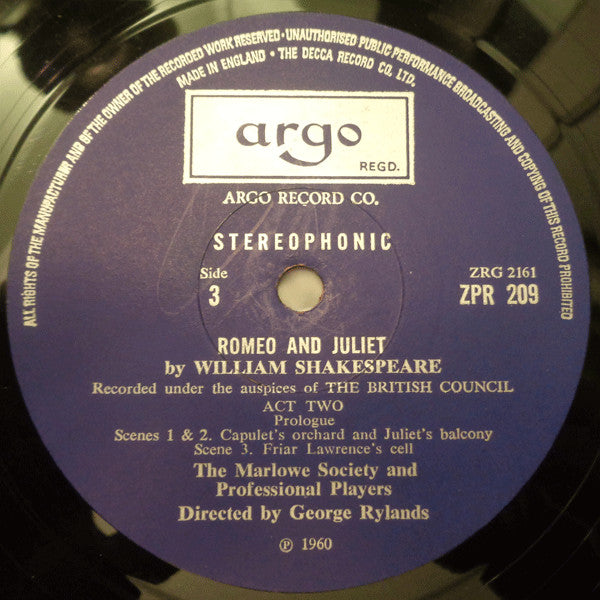 ALL RIGHTS OF THE MANUFACTURER AND OF THE OWNER OF THE RECORDED WORK RESERVED · UNAUTHORISED PUBLIC PERFORMANCE BROADCASTING AND COPYING OF THIS RECORD PROHIBITED
MADE IN ENGLAND · THE DECCA RECORD CO. LTD.
argo
REGD.
ARGO RECORD CO.
STEREOPHONIC
Side ZRG 2161
3 ZPR 209
ROMEO AND JULIET
by WILLIAM SHAKESPEARE
Recorded under the auspices of THE BRITISH COUNCIL
ACT TWO
Prologue
Scenes 1 & 2. Capulet's orchard and Juliet's balcony
Scene 3. Friar Lawrence's cell
The Marlowe Society and
Professional Players
Directed by George Rylands
℗ 1960